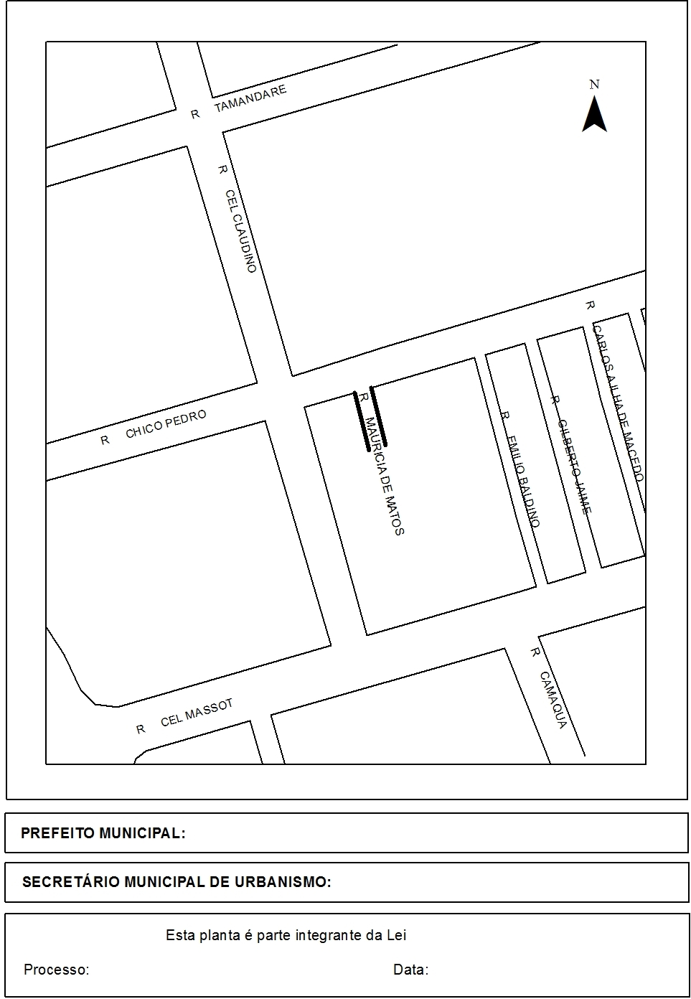 N
R TAMANDARE
R CEL CLAUDINO
R CARLOS A ILHA DE MACEDO
R CHICO PEDRO
R MAURICIA DE MATOS
R EMILIO BALDINO
R GILBERTO JAIME
R CEL MASSOT
R CAMAQUA
PREFEITO MUNICIPAL:
SECRETÁRIO MUNICIPAL DE URBANISMO:
Esta planta é parte integrante da Lei
Processo: Data: